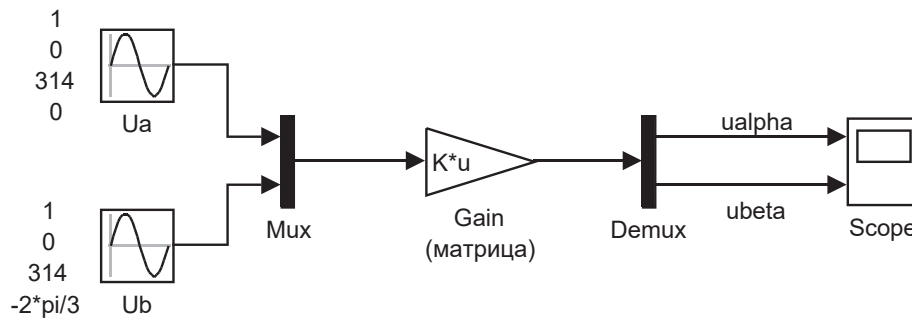 1
0
314
0
Ua
1
0
314
-2*pi/3
Ub
Mux
K*u
Gain
(матрица)
Demux
ualpha
ubeta
Scope